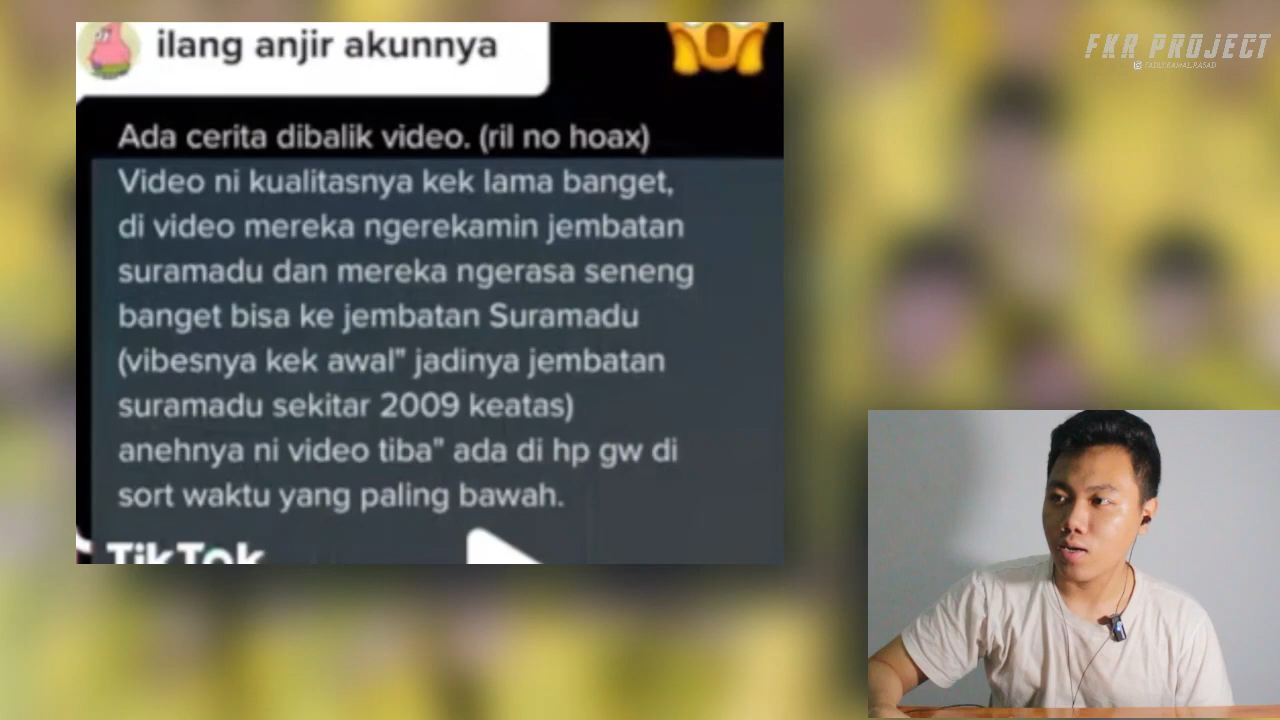 ilang anjir akunnya
FKR PROJECT
Ada cerita dibalik video. (ril no hoax)
Video ni kualitasnya kek lama banget,
di video mereka ngerekamin jembatan
suramadu dan mereka ngerasa seneng
banget bisa ke jembatan Suramadu
(vibesnya kek awal" jadinya jembatan
suramadu sekitar 2009 keatas)
anehnya ni video tiba" ada di hp gw di
sort waktu yang paling bawah.
TikTok